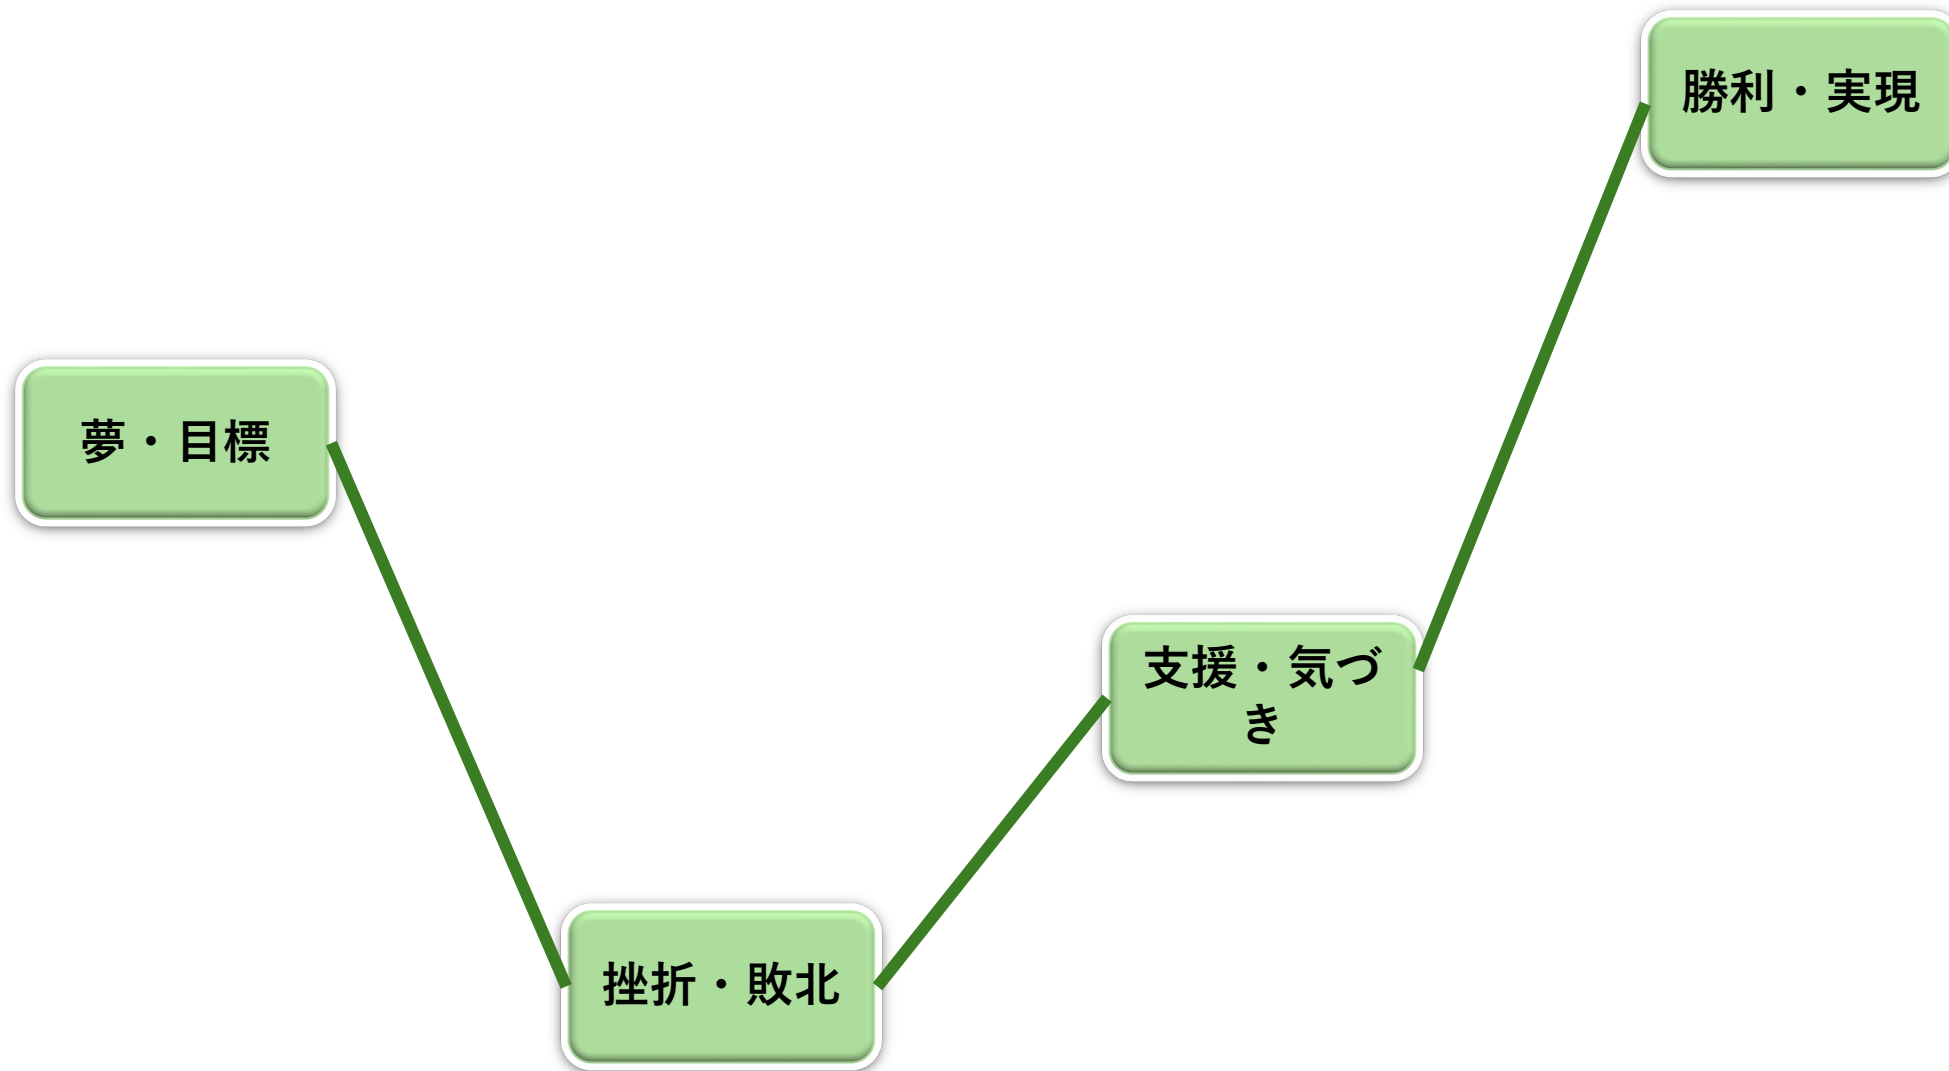 夢・目標
挫折・敗北
支援・気づ
き
勝利・実現